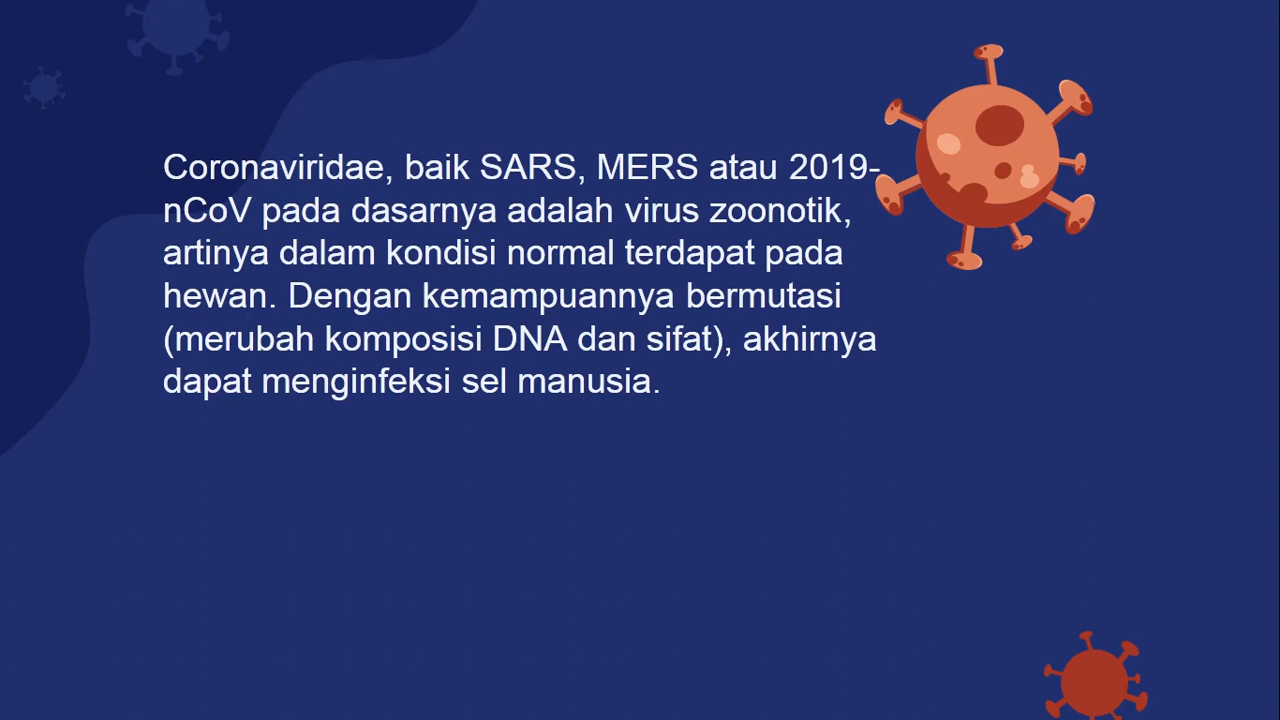 Coronaviridae, baik SARS, MERS atau 2019-
nCoV pada dasarnya adalah virus zoonotik,
artinya dalam kondisi normal terdapat pada
hewan. Dengan kemampuannya bermutasi
(merubah komposisi DNA dan sifat), akhirnya
dapat menginfeksi sel manusia.